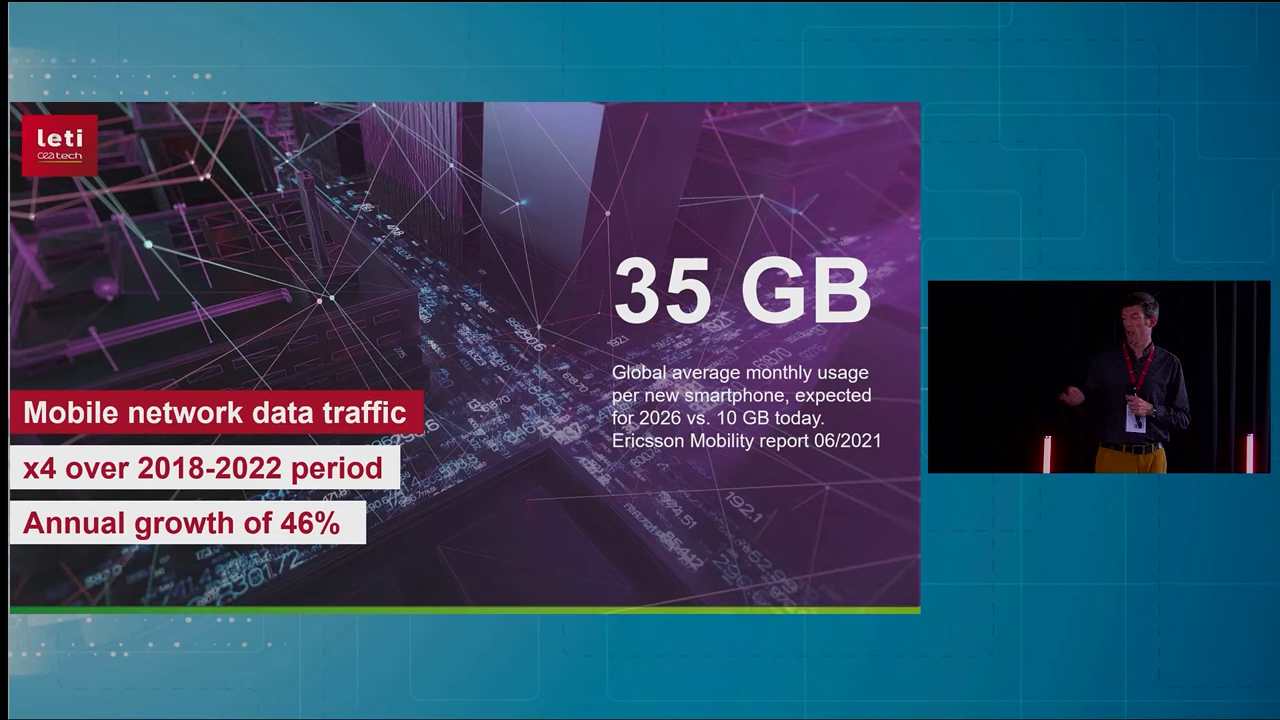 leti
cea tech
35 GB
Global average monthly usage
per new smartphone, expected
for 2026 vs. 10 GB today.
Ericsson Mobility report 06/2021
Mobile network data traffic
x4 over 2018-2022 period
Annual growth of 46%